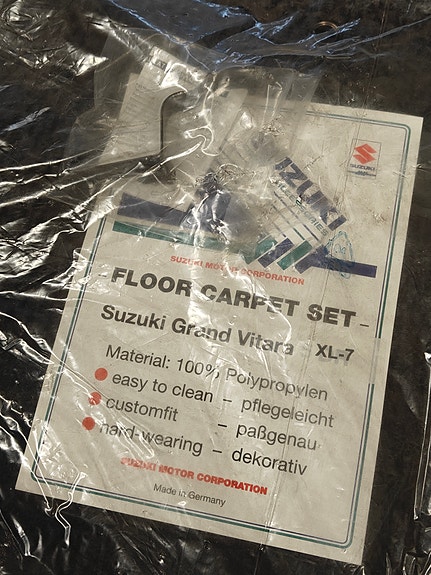 SUZUKI
SUZUKI MOTOR CORPORATION
FLOOR CARPET SET
Suzuki Grand Vitara XL-7
Material: 100% Polypropylen
easy to clean – pflegeleicht
customfit – paßgenau
hard-wearing – dekorativ
SUZUKI MOTOR CORPORATION
Made in Germany